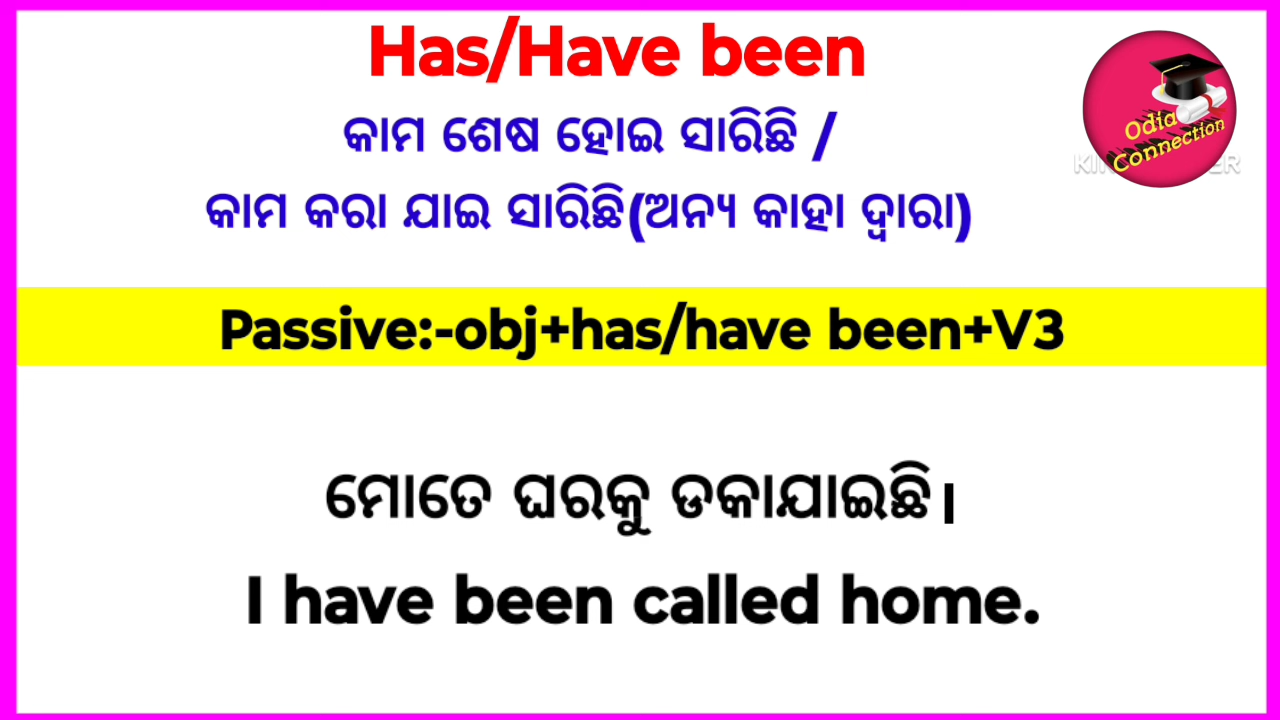 Has/Have been
କାମ ଶେଷ ହୋଇ ସାରିଛି /
କାମ କରା ଯାଇ ସାରିଛି(ଅନ୍ୟ କାହା ଦ୍ୱାରା)
Odia
Connection
Passive:-obj+has/have been+V3
ମୋତେ ଘରକୁ ଡକାଯାଇଛି।
I have been called home.